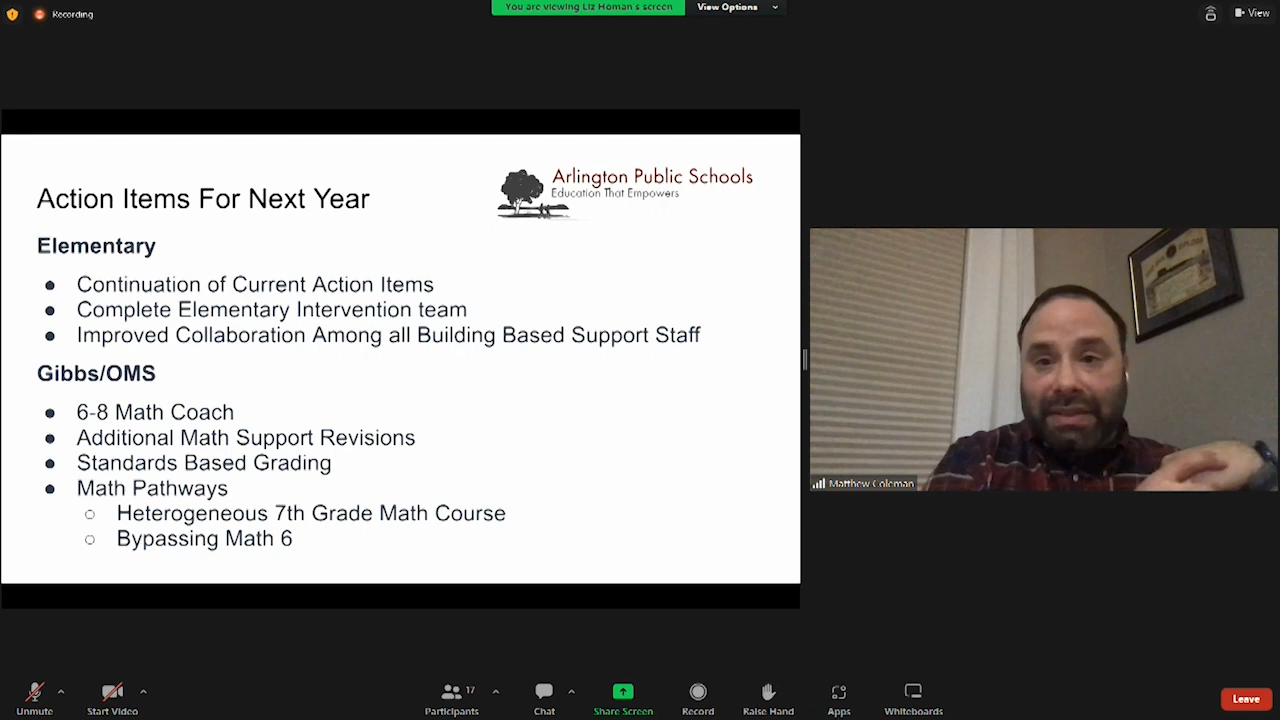 Recording
You are viewing Liz Homan's screen
View Options
View
Arlington Public Schools
Education That Empowers
Action Items For Next Year
Elementary
● Continuation of Current Action Items
● Complete Elementary Intervention team
● Improved Collaboration Among all Building Based Support Staff
Gibbs/OMS
● 6-8 Math Coach
● Additional Math Support Revisions
● Standards Based Grading
● Math Pathways
○ Heterogeneous 7th Grade Math Course
○ Bypassing Math 6
Matthew Coleman
Unmute
Start Video
17
Participants
Chat
Share Screen
Record
Raise Hand
Apps
Whiteboards
Leave